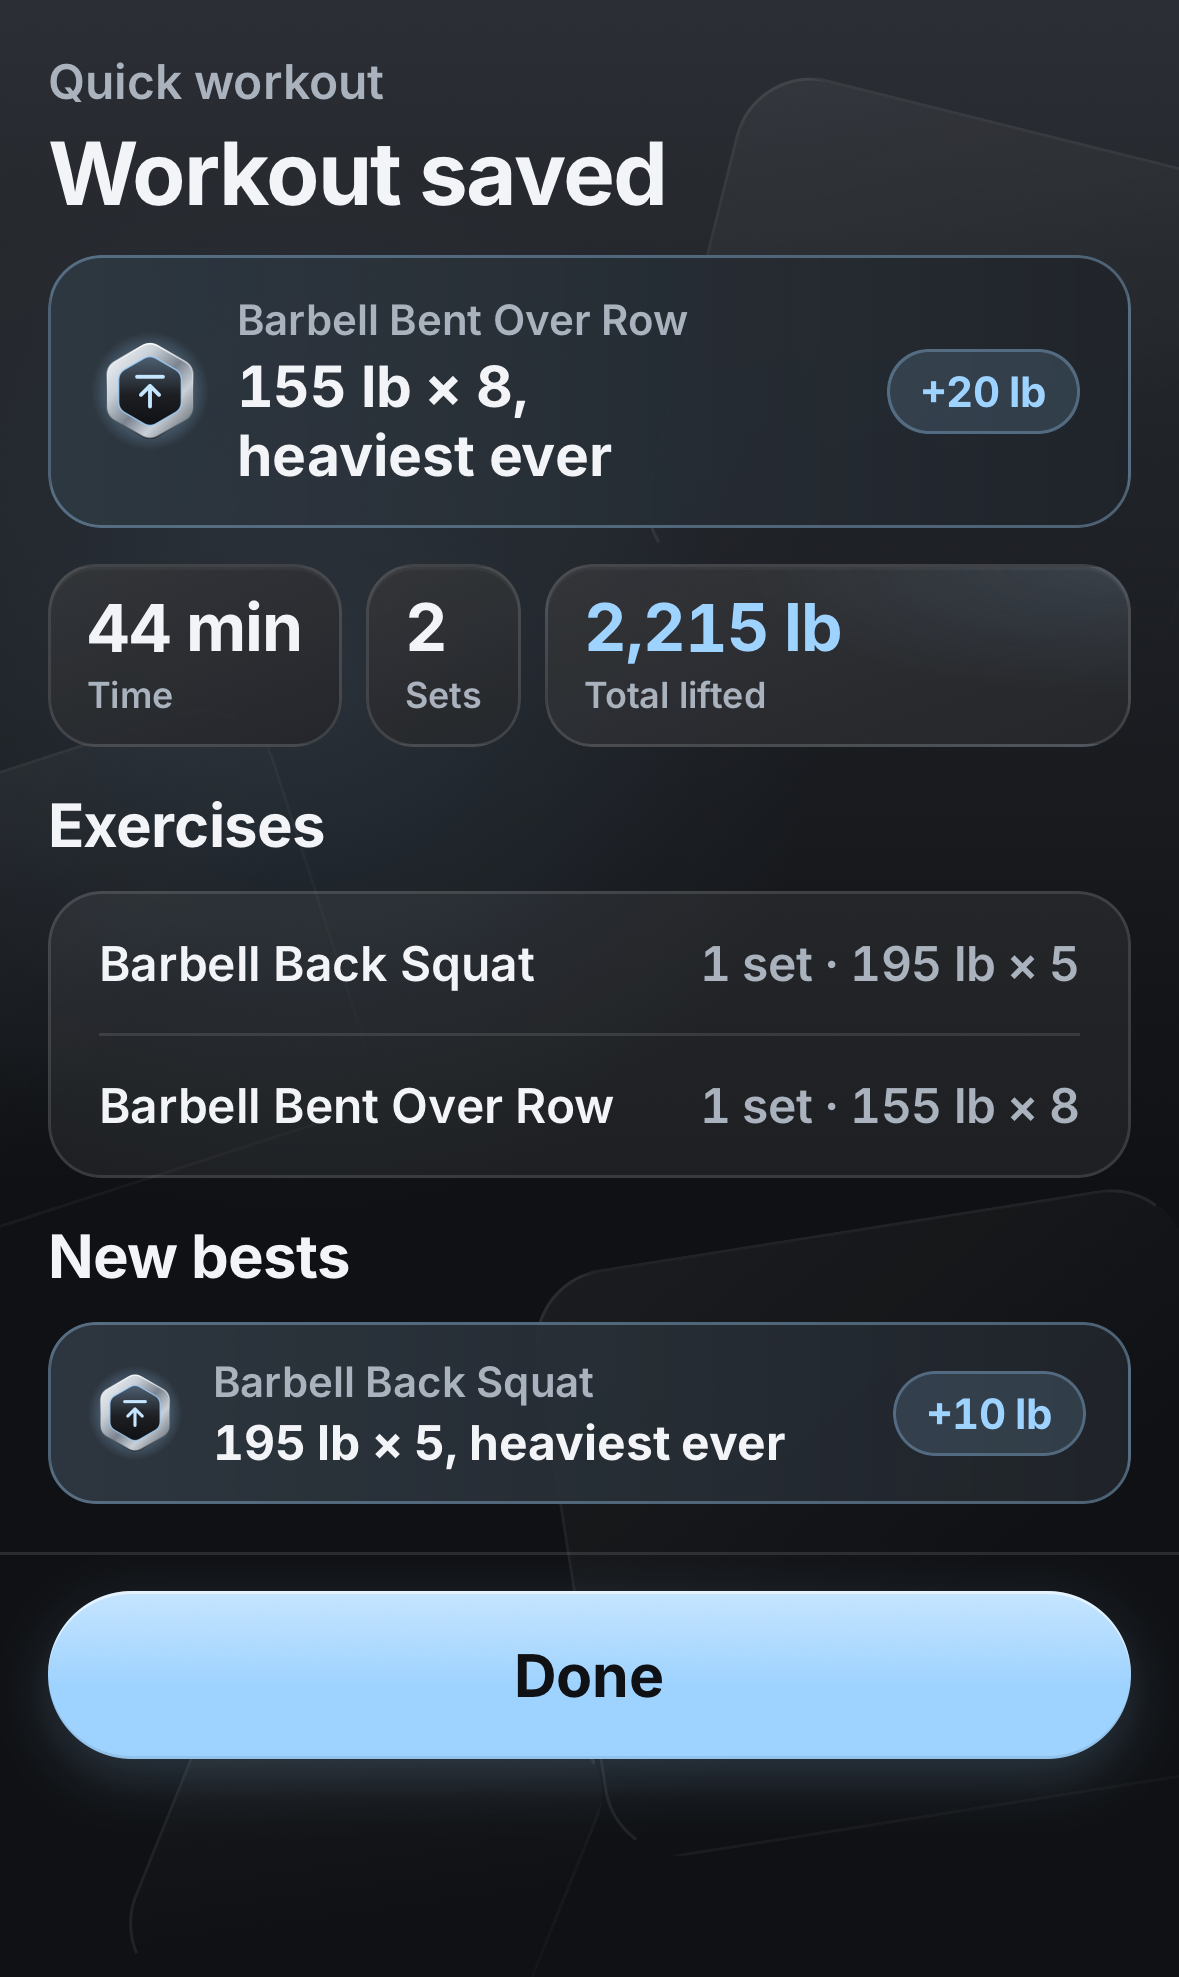 Quick workout
Workout saved
Barbell Bent Over Row
155 lb × 8,
heaviest ever
+20 lb
44 min
Time
2
Sets
2,215 lb
Total lifted
Exercises
Barbell Back Squat
1 set · 195 lb × 5
Barbell Bent Over Row
1 set · 155 lb × 8
New bests
Barbell Back Squat
195 lb × 5, heaviest ever
+10 lb
Done